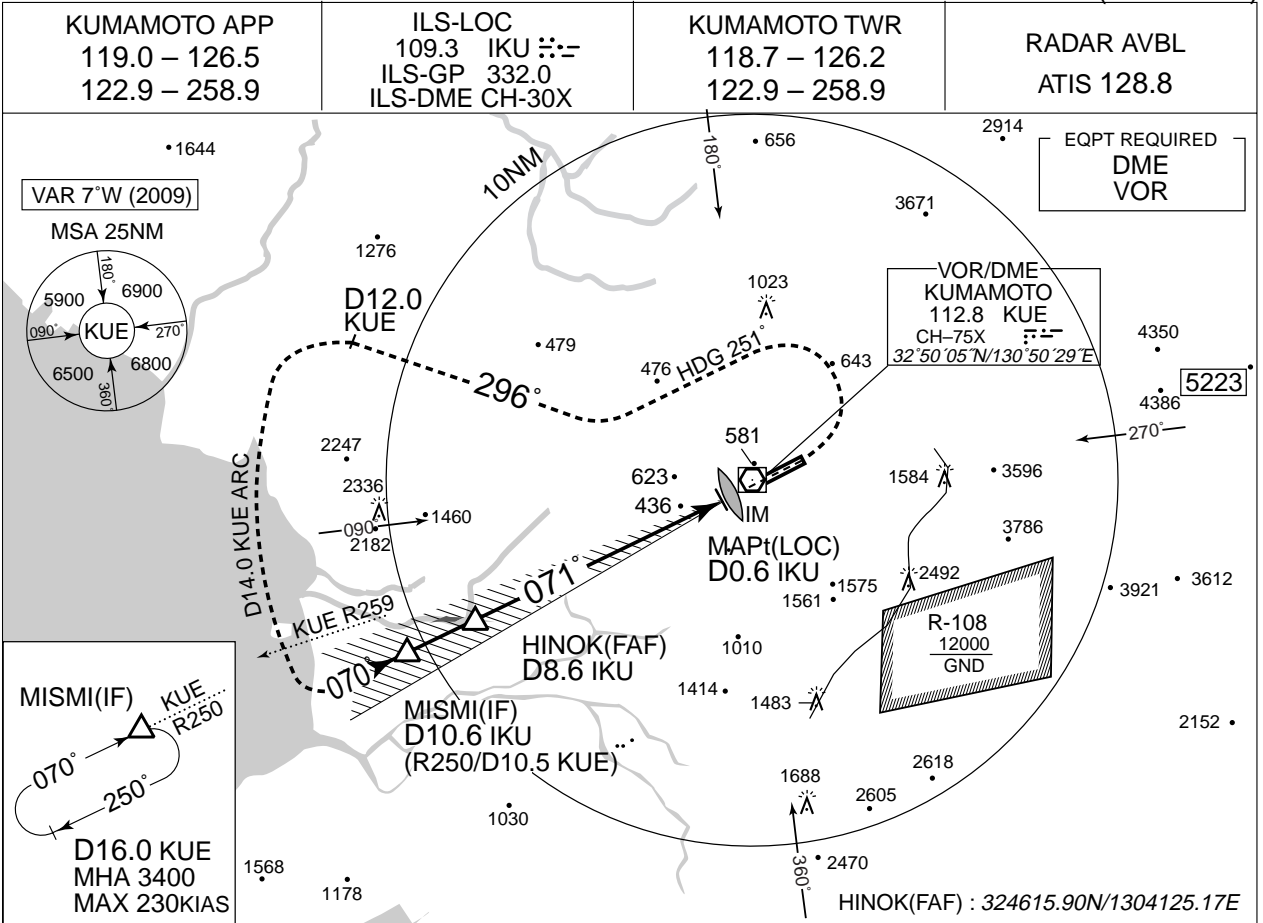 KUMAMOTO APP
119.0 – 126.5
122.9 – 258.9
ILS-LOC
109.3 IKU
ILS-GP 332.0
ILS-DME CH-30X
KUMAMOTO TWR
118.7 – 126.2
122.9 – 258.9
RADAR AVBL
ATIS 128.8
1644
VAR 7°W (2009)
MSA 25NM
180°
5900
6900
090°
KUE
270°
6500
6800
360°
10NM
180°
656
2914
EQPT REQUIRED
DME
VOR
3671
1276
D12.0
KUE
1023
VOR/DME
KUMAMOTO
112.8 KUE
CH–75X
32°50´05˝N/130°50´29˝E
4350
5223
4386
479
476
HDG 251°
643
296°
270°
2247
581
2336
623
436
1584
3596
D14.0 KUE ARC
090°
1460
2182
IM
3786
MAPt(LOC)
D0.6 IKU
071°
2492
1575
1561
3921
3612
KUE R259
R-108
12000
GND
HINOK(FAF)
D8.6 IKU
1010
070°
1414
1483
MISMI(IF)
D10.6 IKU
(R250/D10.5 KUE)
2152
MISMI(IF)
KUE
R250
070°
250°
D16.0 KUE
MHA 3400
MAX 230KIAS
1688
2618
2605
1030
2470
360°
1568
1178
HINOK(FAF) : 324615.90N/1304125.17E